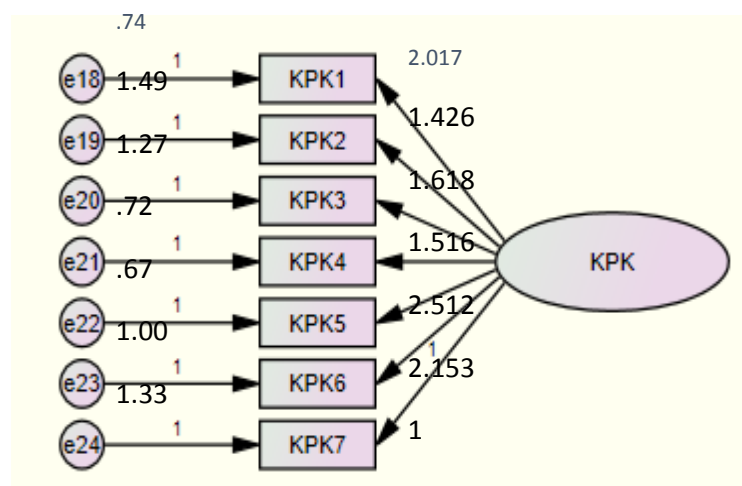 .74
2.017
e18 1.49 1 KPK1
1.426
e19 1.27 1 KPK2
1.618
e20 .72 1 KPK3
1.516
e21 .67 1 KPK4 KPK
2.512
e22 1.00 1 KPK5
1
2.153
e23 1.33 1 KPK6
1
e24 1 KPK7